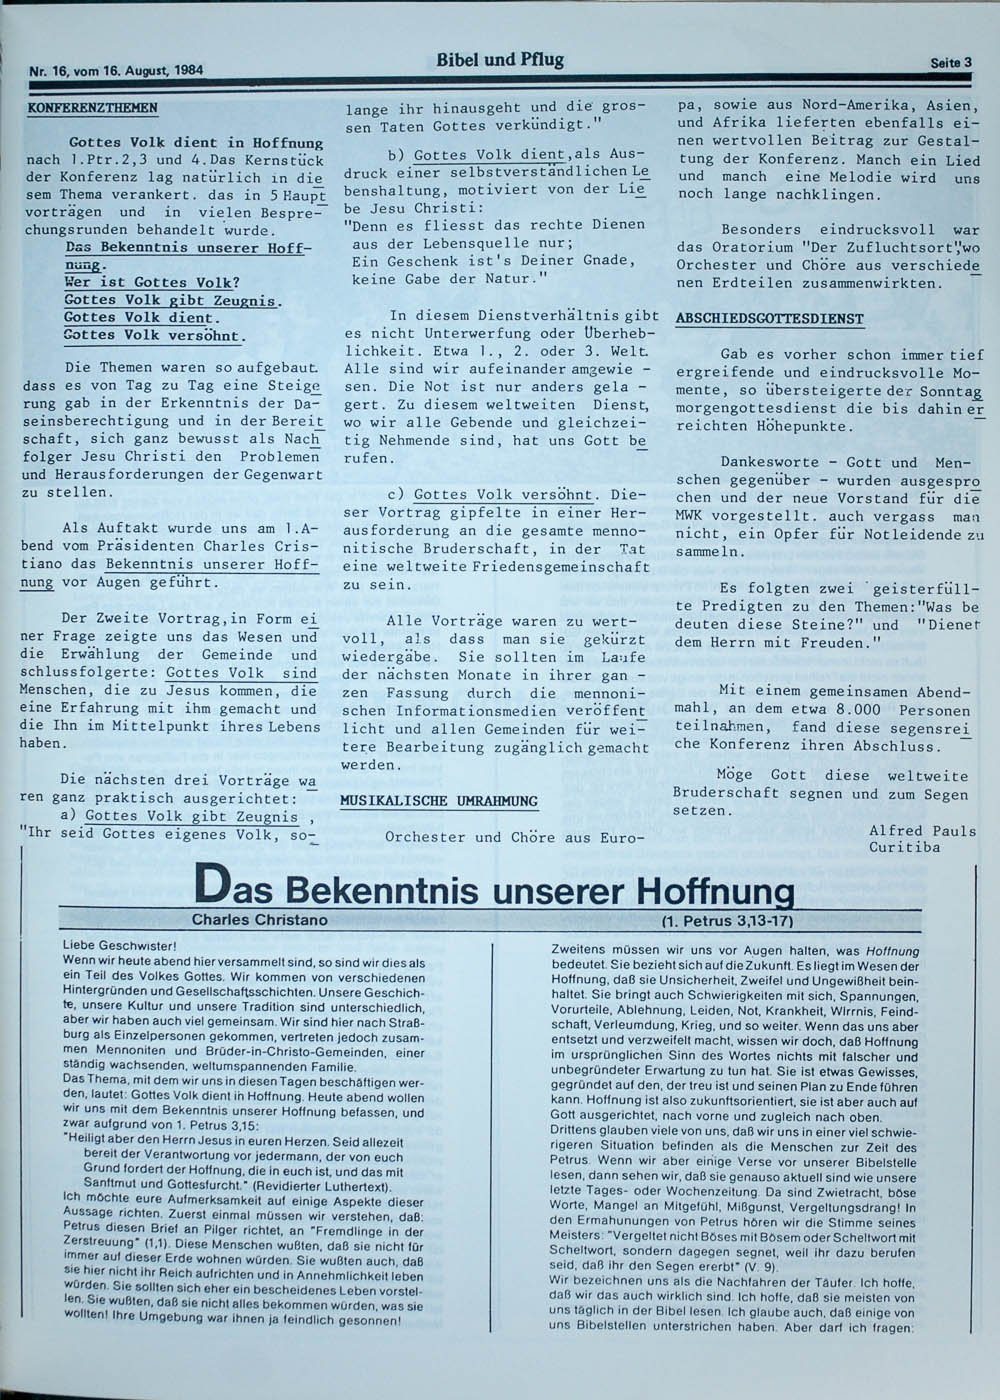 Nr. 16, vom 16. August, 1984
Bibel und Pflug
Seite 3
KONFERENZTHEMEN
Gottes Volk dient in Hoffnung
nach 1.Ptr.2,3 und 4.Das Kernstück
der Konferenz lag natürlich in die
sem Thema verankert. das in 5 Haupt
vorträgen und in vielen Bespre-
chungsrunden behandelt wurde.
Das Bekenntnis unserer Hoff-
nung.
Wer ist Gottes Volk?
Gottes Volk gibt Zeugnis.
Gottes Volk dient.
Gottes Volk versöhnt.
Die Themen waren so aufgebaut
dass es von Tag zu Tag eine Steige
rung gab in der Erkenntnis der Da-
seinsberechtigung und in der Bereit
schaft, sich ganz bewusst als Nach
folger Jesu Christi den Problemen
und Herausforderungen der Gegenwart
zu stellen.
Als Auftakt wurde uns am 1.A-
bend vom Präsidenten Charles Cris-
tiano das Bekenntnis unserer Hoff-
nung vor Augen geführt.
Der Zweite Vortrag,in Form ei
ner Frage zeigte uns das Wesen und
die Erwählung der Gemeinde und
schlussfolgerte: Gottes Volk sind
Menschen, die zu Jesus kommen, die
eine Erfahrung mit ihm gemacht und
die Ihn im Mittelpunkt ihres Lebens
haben.
Die nächsten drei Vorträge wa
ren ganz praktisch ausgerichtet:
a) Gottes Volk gibt Zeugnis ,
"Ihr seid Gottes eigenes Volk, so-
lange ihr hinausgeht und die gros-
sen Taten Gottes verkündigt."
b) Gottes Volk dient,als Aus-
druck einer selbstverständlichen Le
benshaltung, motiviert von der Lie
be Jesu Christi:
"Denn es fliesst das rechte Dienen
aus der Lebensquelle nur;
Ein Geschenk ist's Deiner Gnade,
keine Gabe der Natur."
In diesem Dienstverhältnis gibt
es nicht Unterwerfung oder Überheb-
lichkeit. Etwa 1., 2. oder 3. Welt.
Alle sind wir aufeinander amgewie -
sen. Die Not ist nur anders gela -
gert. Zu diesem weltweiten Dienst,
wo wir alle Gebende und gleichzei-
tig Nehmende sind, hat uns Gott be
rufen.
c) Gottes Volk versöhnt. Die-
ser Vortrag gipfelte in einer Her-
ausforderung an die gesamte menno-
nitische Bruderschaft, in der Tat
eine weltweite Friedensgemeinschaft
zu sein.
Alle Vorträge waren zu wert-
voll, als dass man sie gekürzt
wiedergäbe. Sie sollten im Laufe
der nächsten Monate in ihrer gan -
zen Fassung durch die mennoni-
schen Informationsmedien veröffent
licht und allen Gemeinden für wei-
tere Bearbeitung zugänglich gemacht
werden.
MUSIKALISCHE UMRAHMUNG
Orchester und Chöre aus Euro-
pa, sowie aus Nord-Amerika, Asien,
und Afrika lieferten ebenfalls ei-
nen wertvollen Beitrag zur Gestal-
tung der Konferenz. Manch ein Lied
und manch eine Melodie wird uns
noch lange nachklingen.
Besonders eindrucksvoll war
das Oratorium "Der Zufluchtsort",wo
Orchester und Chöre aus verschiede
nen Erdteilen zusammenwirkten.
ABSCHIEDSGOTTESDIENST
Gab es vorher schon immer tief
ergreifende und eindrucksvolle Mo-
mente, so übersteigerte der Sonntag
morgengottesdienst die bis dahin er
reichten Höhepunkte.
Dankesworte - Gott und Men-
schen gegenüber - wurden ausgespro
chen und der neue Vorstand für die
MWK vorgestellt. auch vergass man
nicht, ein Opfer für Notleidende zu
sammeln.
Es folgten zwei geisterfüll-
te Predigten zu den Themen:"Was be
deuten diese Steine?" und "Dienet
dem Herrn mit Freuden."
Mit einem gemeinsamen Abend-
mahl, an dem etwa 8.000 Personen
teilnahmen, fand diese segensrei
che Konferenz ihren Abschluss.
Möge Gott diese weltweite
Bruderschaft segnen und zum Segen
setzen.
Alfred Pauls
Curitiba
Das Bekenntnis unserer Hoffnung
Charles Christano
(1. Petrus 3,13-17)
Liebe Geschwister!
Wenn wir heute abend hier versammelt sind, so sind wir dies als
ein Teil des Volkes Gottes. Wir kommen von verschiedenen
Hintergründen und Gesellschaftsschichten. Unsere Geschich-
te, unsere Kultur und unsere Tradition sind unterschiedlich,
aber wir haben auch viel gemeinsam. Wir sind hier nach Straß-
burg als Einzelpersonen gekommen, vertreten jedoch zusam-
men Mennoniten und Brüder-in-Christo-Gemeinden, einer
ständig wachsenden, weltumspannenden Familie.
Das Thema, mit dem wir uns in diesen Tagen beschäftigen wer-
den, lautet: Gottes Volk dient in Hoffnung. Heute abend wollen
wir uns mit dem Bekenntnis unserer Hoffnung befassen, und
zwar aufgrund von 1. Petrus 3,15:
"Heiligt aber den Herrn Jesus in euren Herzen. Seid allezeit
bereit der Verantwortung vor jedermann, der von euch
Grund fordert der Hoffnung, die in euch ist, und das mit
Sanftmut und Gottesfurcht." (Revidierter Luthertext).
Ich möchte eure Aufmerksamkeit auf einige Aspekte dieser
Aussage richten. Zuerst einmal müssen wir verstehen, daß
Petrus diesen Brief an Pilger richtet, an "Fremdlinge in der
Zerstreuung" (1,1). Diese Menschen wußten, daß sie nicht für
immer auf dieser Erde wohnen würden. Sie wußten auch, daß
sie hier nicht ihr Reich aufrichten und in Annehmlichkeit leben
würden. Sie sollten sich eher ein bescheidenes Leben vorstel-
len. Sie wußten, daß sie nicht alles bekommen würden, was sie
wollten! Ihre Umgebung war ihnen ja feindlich gesonnen!
Zweitens müssen wir uns vor Augen halten, was Hoffnung
bedeutet. Sie bezieht sich auf die Zukunft. Es liegt im Wesen der
Hoffnung, daß sie Unsicherheit, Zweifel und Ungewißheit bein-
haltet. Sie bringt auch Schwierigkeiten mit sich, Spannungen,
Vorurteile, Ablehnung, Leiden, Not, Krankheit, WIrrnis, Feind-
schaft, Verleumdung, Krieg, und so weiter. Wenn das uns aber
entsetzt und verzweifelt macht, wissen wir doch, daß Hoffnung
im ursprünglichen Sinn des Wortes nichts mit falscher und
unbegründeter Erwartung zu tun hat. Sie ist etwas Gewisses,
gegründet auf den, der treu ist und seinen Plan zu Ende führen
kann. Hoffnung ist also zukunftsorientiert, sie ist aber auch auf
Gott ausgerichtet, nach vorne und zugleich nach oben.
Drittens glauben viele von uns, daß wir uns in einer viel schwie-
rigeren Situation befinden als die Menschen zur Zeit des
Petrus. Wenn wir aber einige Verse vor unserer Bibelstelle
lesen, dann sehen wir, daß sie genauso aktuell sind wie unsere
letzte Tages- oder Wochenzeitung. Da sind Zwietracht, böse
Worte, Mangel an Mitgefühl, Mißgunst, Vergeltungsdrang! In
den Ermahunungen von Petrus hören wir die Stimme seines
Meisters: "Vergeltet nicht Böses mit Bösem oder Scheltwort mit
Scheltwort, sondern dagegen segnet, weil ihr dazu berufen
seid, daß ihr den Segen ererbt" (V. 9).
Wir bezeichnen uns als die Nachfahren der Täufer. Ich hoffe,
daß wir das auch wirklich sind. Ich hoffe, daß sie meisten von
uns täglich in der Bibel lesen. Ich glaube auch, daß einige von
uns Bibelstellen unterstrichen haben. Aber darf ich fragen: